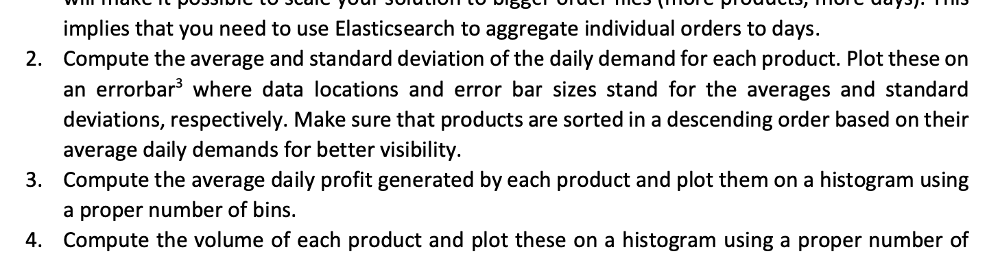 implies that you need to use Elasticsearch to aggregate individual orders to days.
2. Compute the average and standard deviation of the daily demand for each product. Plot these on
an errorbar³ where data locations and error bar sizes stand for the averages and standard
deviations, respectively. Make sure that products are sorted in a descending order based on their
average daily demands for better visibility.
3. Compute the average daily profit generated by each product and plot them on a histogram using
a proper number of bins.
4. Compute the volume of each product and plot these on a histogram using a proper number of